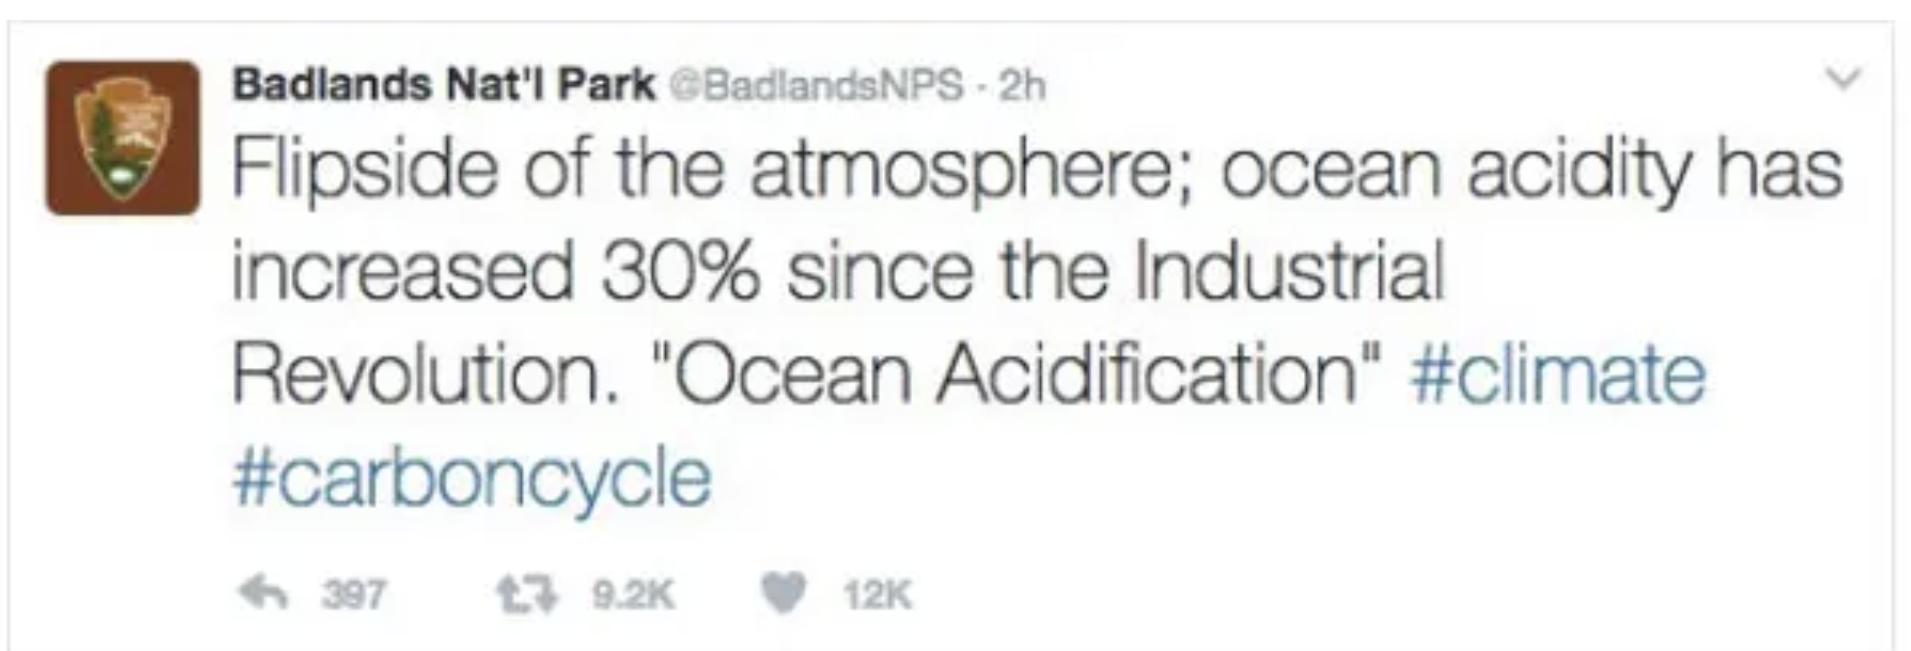 Badlands Nat'l Park @BadlandsNPS · 2h
Flipside of the atmosphere; ocean acidity has
increased 30% since the Industrial
Revolution. "Ocean Acidification" #climate
#carboncycle
397 9.2K 12K